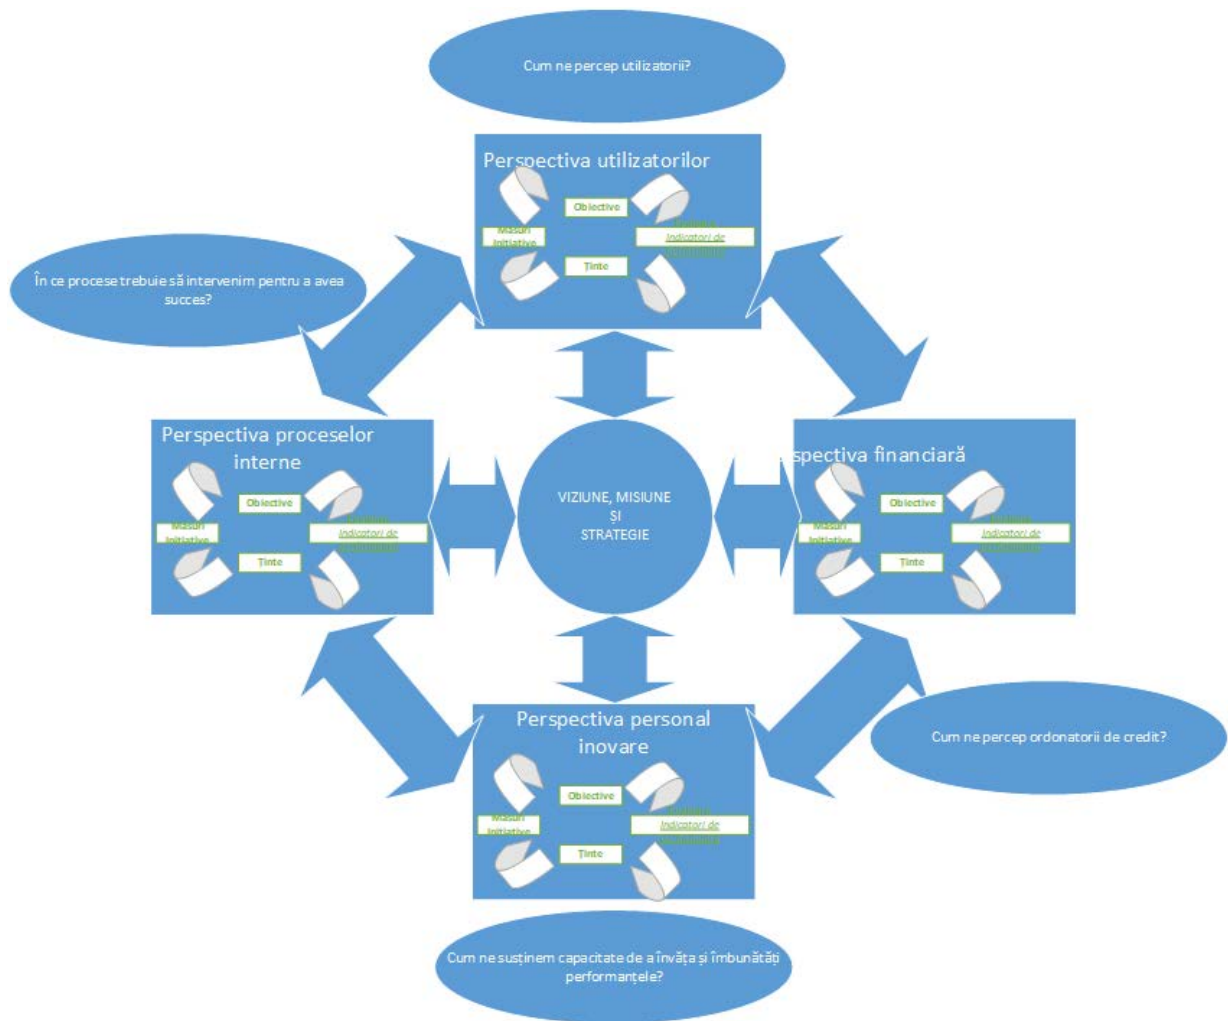 Cum ne percep utilizatorii?
Perspectiva utilizatorilor
Obiective
Măsuri
Inițiative
Indicatori de
Ținte
În ce procese trebuie să intervenim pentru a avea
succes?
Perspectiva proceselor
interne
Obiective
Măsuri
Inițiative
Indicatori de
Ținte
VIZIUNE, MISIUNE
ȘI
STRATEGIE
spectiva financiară
Obiective
Măsuri
Inițiative
Indicatori de
Ținte
Cum ne percep ordonatorii de credit?
Perspectiva personal
inovare
Obiective
Măsuri
Inițiative
Indicatori de
Ținte
Cum ne susținem capacitate de a învăța și îmbunătăți
performanțele?